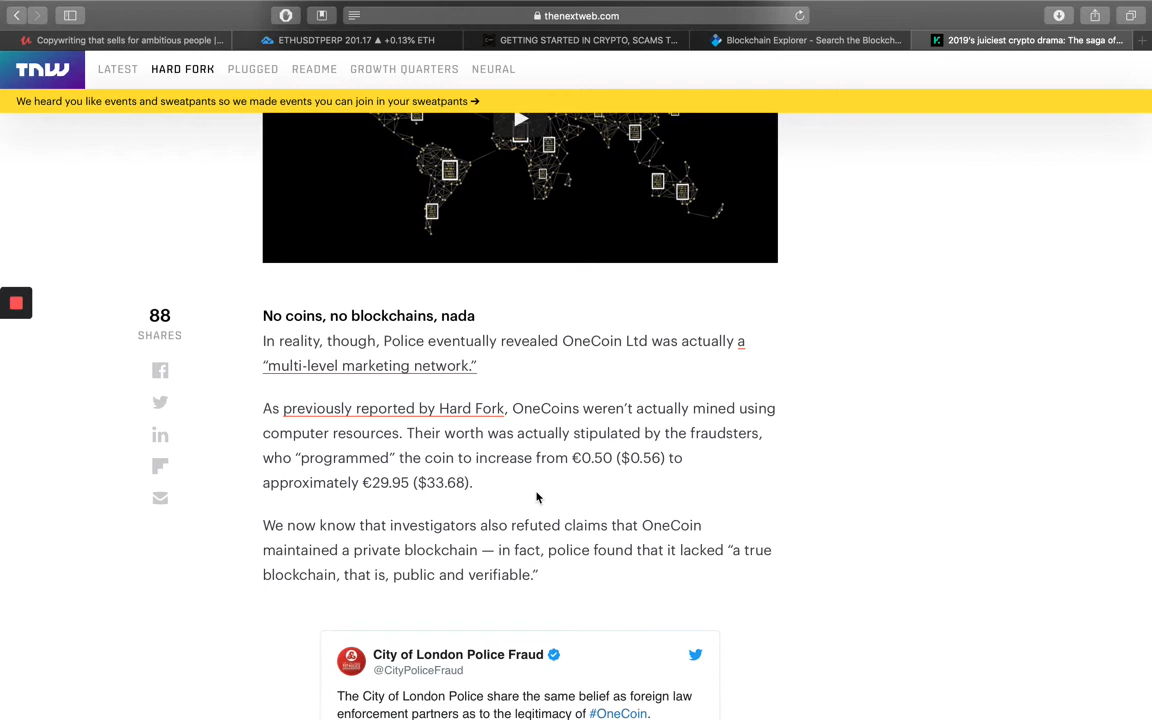 thenextweb.com
Copywriting that sells for ambitious people |...
ETHUSDTPERP 201.17 ▲ +0.13% ETH
GETTING STARTED IN CRYPTO, SCAMS T...
Blockchain Explorer - Search the Blockch...
2019's juiciest crypto drama: The saga of...
TNW
LATEST
HARD FORK
PLUGGED
README
GROWTH QUARTERS
NEURAL
We heard you like events and sweatpants so we made events you can join in your sweatpants →
88
SHARES
No coins, no blockchains, nada
In reality, though, Police eventually revealed OneCoin Ltd was actually a
“multi-level marketing network.”
As previously reported by Hard Fork, OneCoins weren’t actually mined using
computer resources. Their worth was actually stipulated by the fraudsters,
who “programmed” the coin to increase from €0.50 ($0.56) to
approximately €29.95 ($33.68).
We now know that investigators also refuted claims that OneCoin
maintained a private blockchain — in fact, police found that it lacked “a true
blockchain, that is, public and verifiable.”
City of London Police Fraud
@CityPoliceFraud
The City of London Police share the same belief as foreign law
enforcement partners as to the legitimacy of #OneCoin.